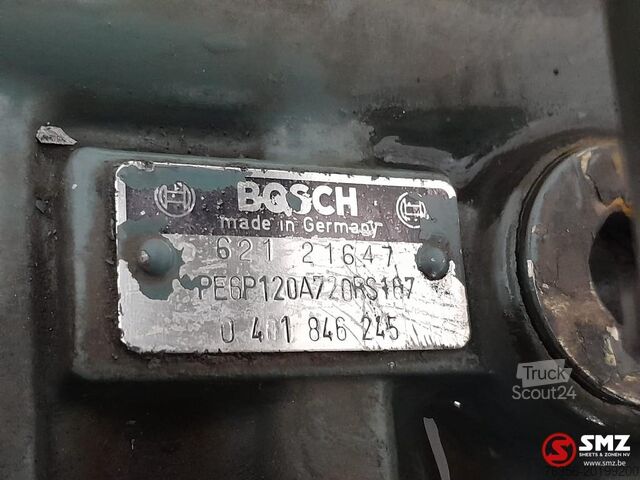 BOSCH
made in Germany
621 21647
PE6P120A720RS187
0 401 846 245
Truck
Scout24
SMZ
SHEETS & ZONEN NV
www.smz.be